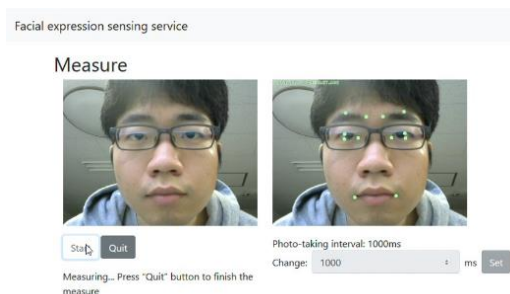 Facial expression sensing service
Measure
Quit
Photo-taking interval: 1000ms
Change: 1000 ms Set
Measuring... Press "Quit" button to finish the
measure